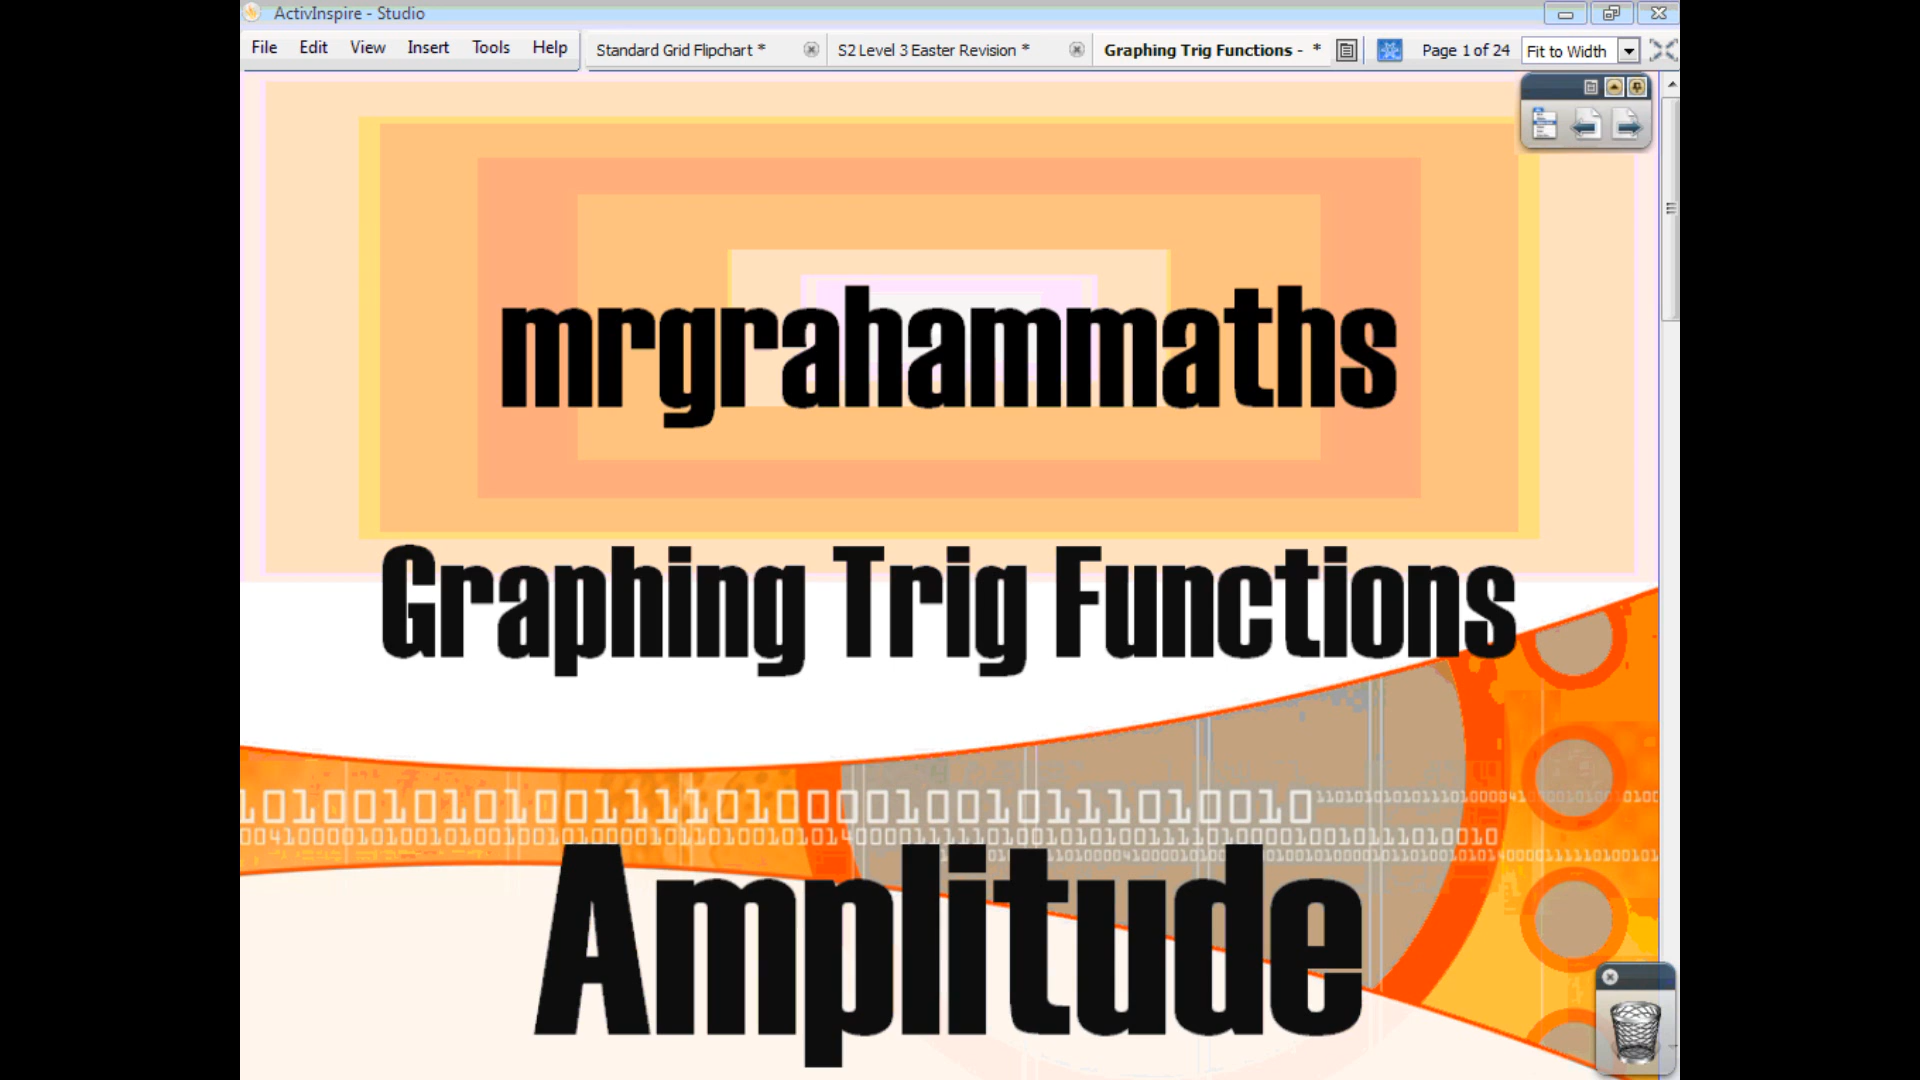 ActivInspire - Studio
File Edit View Insert Tools Help
Standard Grid Flipchart * S2 Level 3 Easter Revision * Graphing Trig Functions - * Page 1 of 24 Fit to Width
mrgrahammaths
Graphing Trig Functions
Amplitude